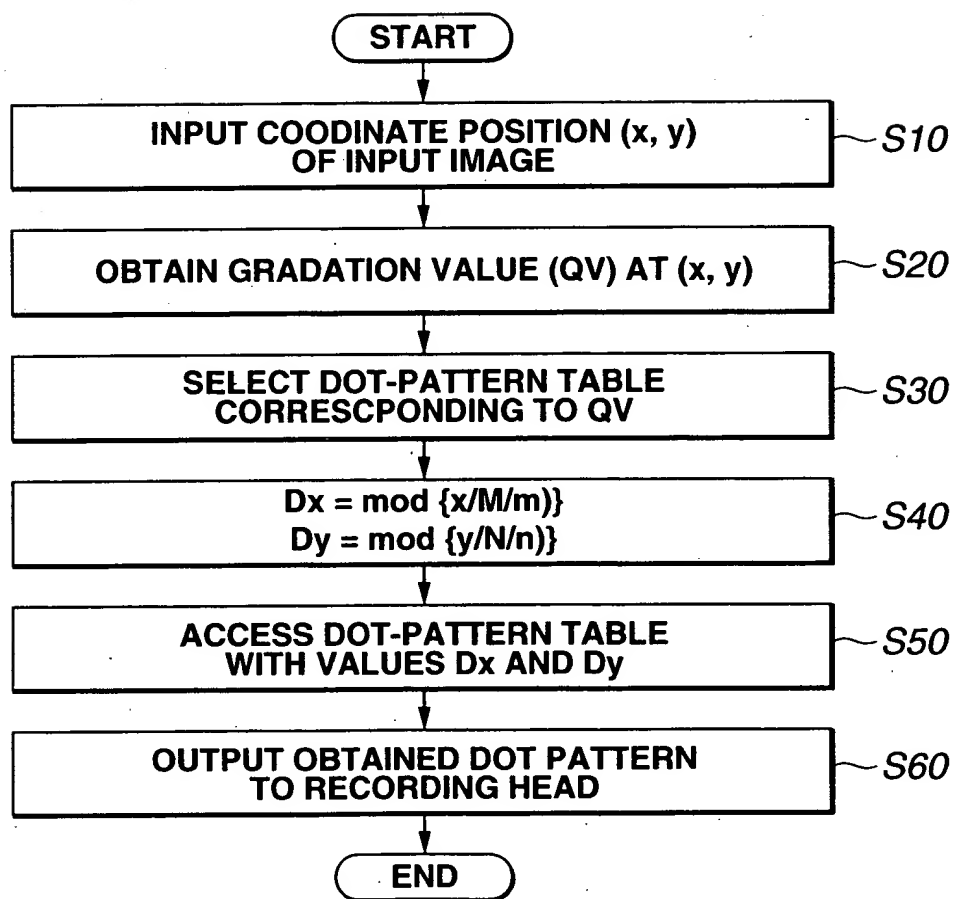 START
INPUT COODINATE POSITION (x, y)
OF INPUT IMAGE
S10
OBTAIN GRADATION VALUE (QV) AT (x, y)
S20
SELECT DOT-PATTERN TABLE
CORRESCPONDING TO QV
S30
Dx = mod {x/M/m)}
Dy = mod {y/N/n)}
S40
ACCESS DOT-PATTERN TABLE
WITH VALUES Dx AND Dy
S50
OUTPUT OBTAINED DOT PATTERN
TO RECORDING HEAD
S60
END